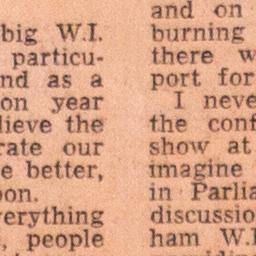 big W.I.
particu-
nd as a
on year
lieve the
rate our
e better,
on.
verything
, people
and on
burning
there w
port for
I neve
the conf
show at
imagine
in Parlia
discussio
ham W.I